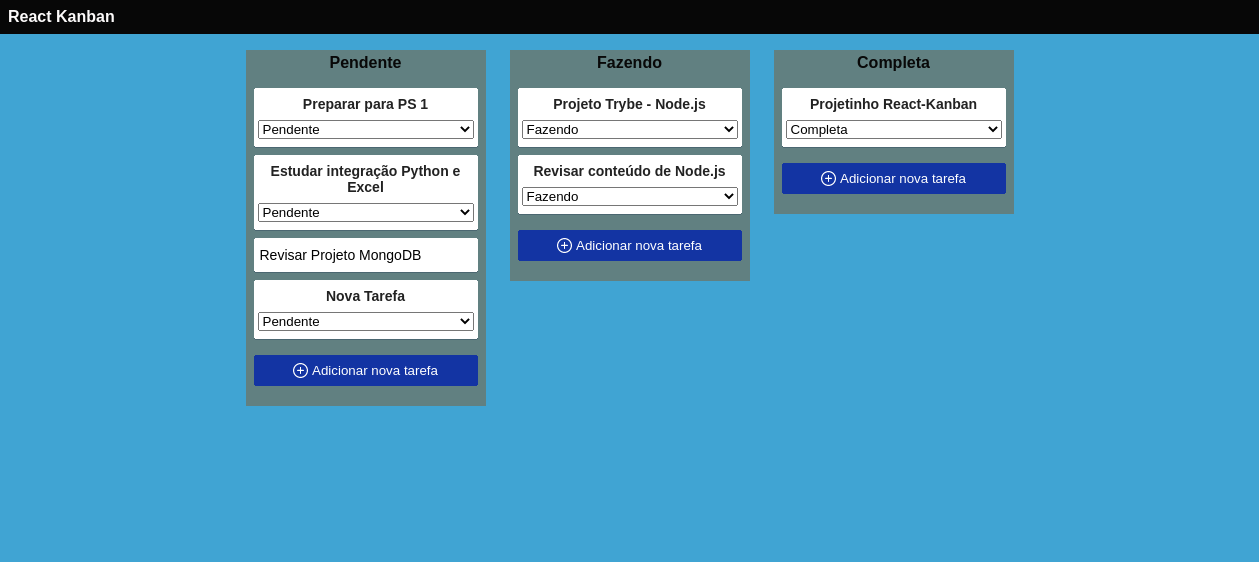 React Kanban
Pendente
Preparar para PS 1
Pendente
Estudar integração Python e
Excel
Pendente
Revisar Projeto MongoDB
Nova Tarefa
Pendente
Adicionar nova tarefa
Fazendo
Projeto Trybe - Node.js
Fazendo
Revisar conteúdo de Node.js
Fazendo
Adicionar nova tarefa
Completa
Projetinho React-Kanban
Completa
Adicionar nova tarefa